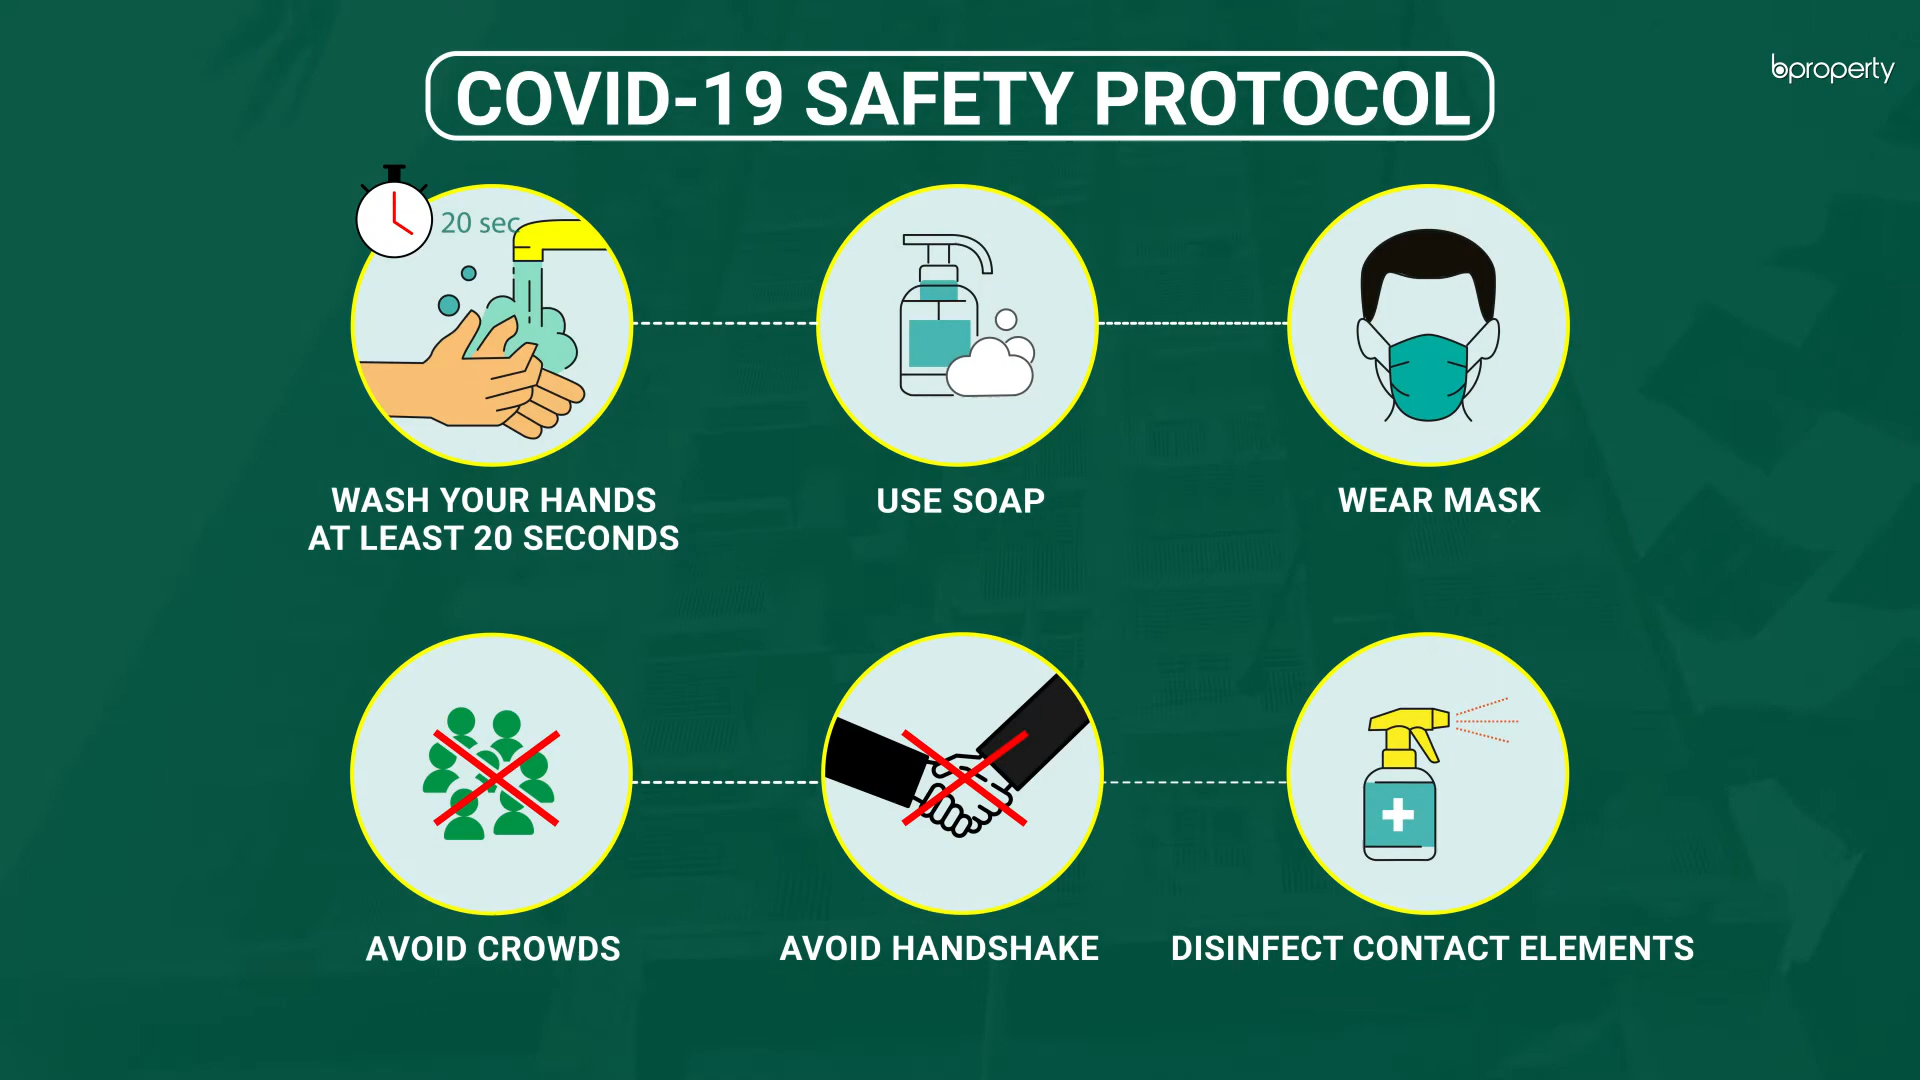 COVID-19 SAFETY PROTOCOL
bproperty
20 sec
WASH YOUR HANDS
AT LEAST 20 SECONDS
USE SOAP
WEAR MASK
AVOID CROWDS
AVOID HANDSHAKE
DISINFECT CONTACT ELEMENTS